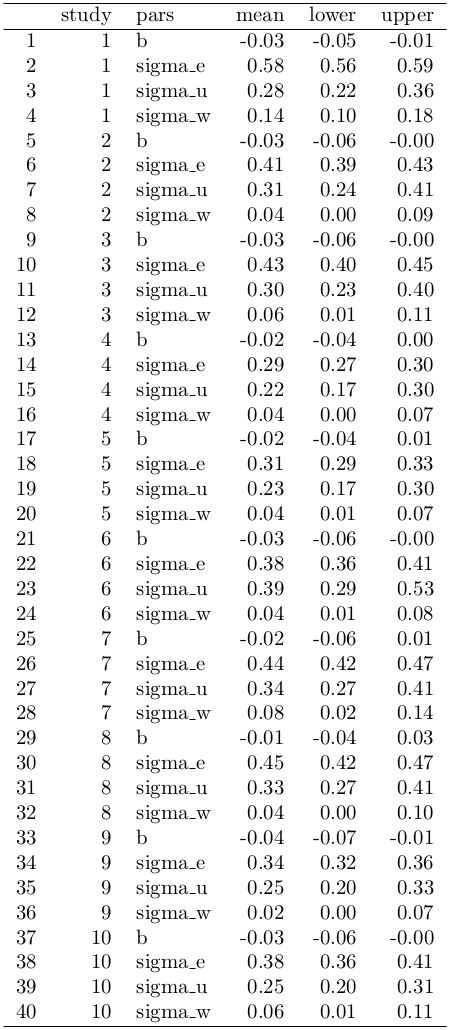 study pars mean lower upper
1 1 b -0.03 -0.05 -0.01
2 1 sigma_e 0.58 0.56 0.59
3 1 sigma_u 0.28 0.22 0.36
4 1 sigma_w 0.14 0.10 0.18
5 2 b -0.03 -0.06 -0.00
6 2 sigma_e 0.41 0.39 0.43
7 2 sigma_u 0.31 0.24 0.41
8 2 sigma_w 0.04 0.00 0.09
9 3 b -0.03 -0.06 -0.00
10 3 sigma_e 0.43 0.40 0.45
11 3 sigma_u 0.30 0.23 0.40
12 3 sigma_w 0.06 0.01 0.11
13 4 b -0.02 -0.04 0.00
14 4 sigma_e 0.29 0.27 0.30
15 4 sigma_u 0.22 0.17 0.30
16 4 sigma_w 0.04 0.00 0.07
17 5 b -0.02 -0.04 0.01
18 5 sigma_e 0.31 0.29 0.33
19 5 sigma_u 0.23 0.17 0.30
20 5 sigma_w 0.04 0.01 0.07
21 6 b -0.03 -0.06 -0.00
22 6 sigma_e 0.38 0.36 0.41
23 6 sigma_u 0.39 0.29 0.53
24 6 sigma_w 0.04 0.01 0.08
25 7 b -0.02 -0.06 0.01
26 7 sigma_e 0.44 0.42 0.47
27 7 sigma_u 0.34 0.27 0.41
28 7 sigma_w 0.08 0.02 0.14
29 8 b -0.01 -0.04 0.03
30 8 sigma_e 0.45 0.42 0.47
31 8 sigma_u 0.33 0.27 0.41
32 8 sigma_w 0.04 0.00 0.10
33 9 b -0.04 -0.07 -0.01
34 9 sigma_e 0.34 0.32 0.36
35 9 sigma_u 0.25 0.20 0.33
36 9 sigma_w 0.02 0.00 0.07
37 10 b -0.03 -0.06 -0.00
38 10 sigma_e 0.38 0.36 0.41
39 10 sigma_u 0.25 0.20 0.31
40 10 sigma_w 0.06 0.01 0.11